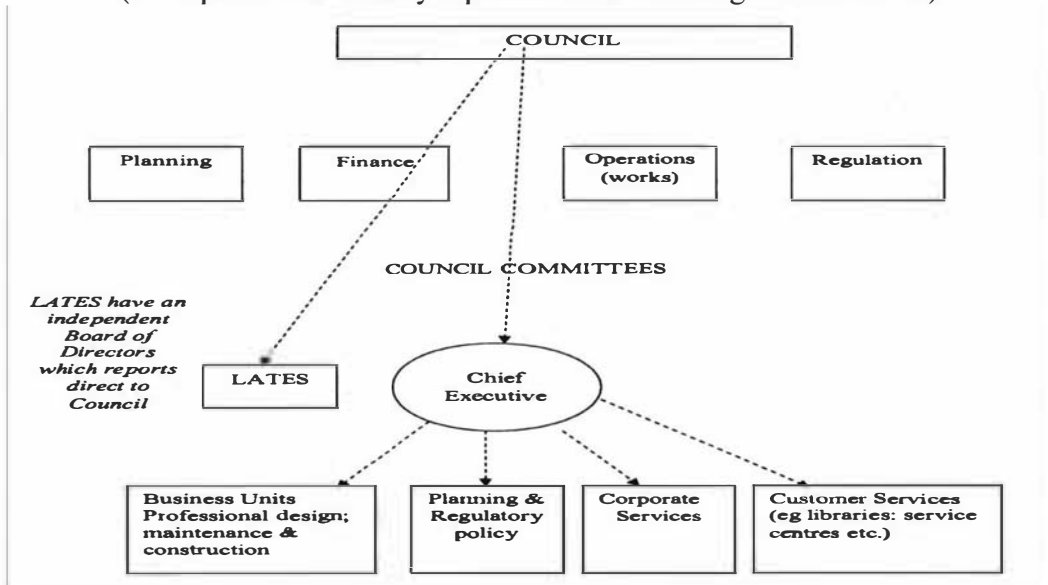 COUNCIL
Planning
Finance
Operations
(works)
Regulation
COUNCIL COMMITTEES
LATES have an
independent
Board of
Directors
which reports
direct to
Council
LATES
Chief
Executive
Business Units
Professional design;
maintenance &
construction
Planning &
Regulatory
policy
Corporate
Services
Customer Services
(eg libraries: service
centres etc.)